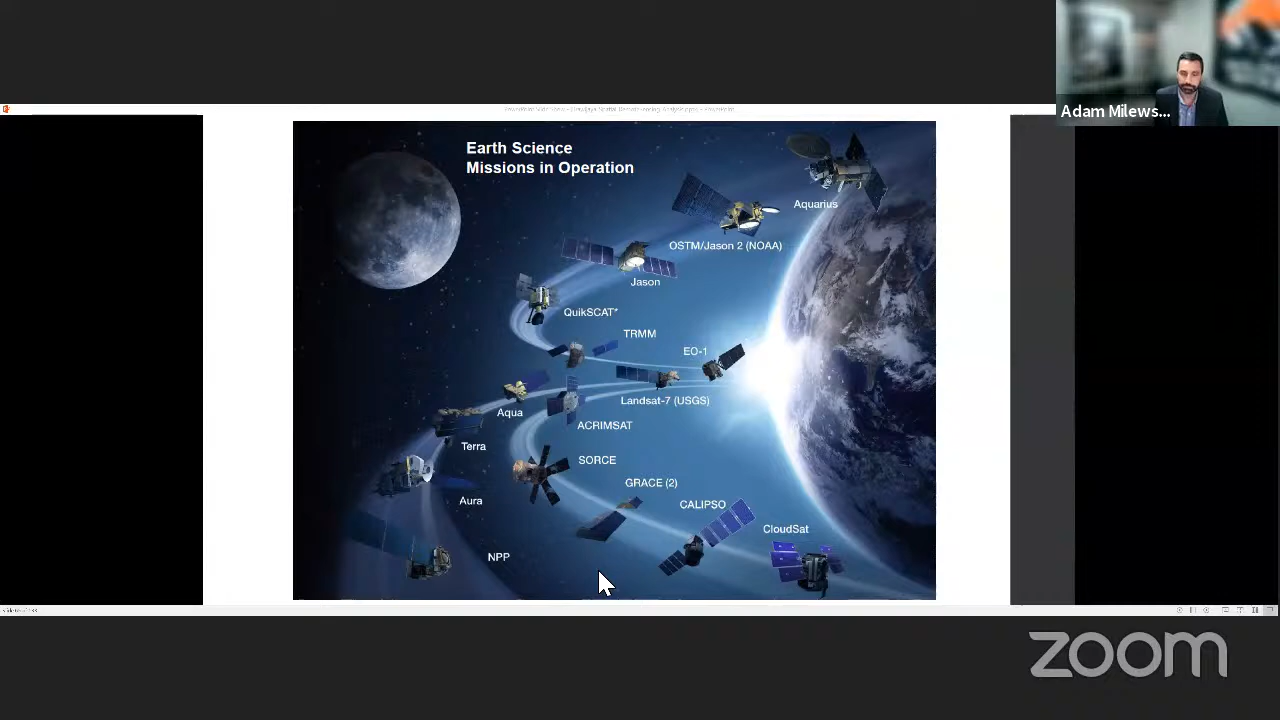 Adam Milews...
Earth Science
Missions in Operation
Aquarius
OSTM/Jason 2 (NOAA)
Jason
QuikSCAT*
TRMM
EO-1
Landsat-7 (USGS)
Aqua
ACRIMSAT
Terra
SORCE
GRACE (2)
Aura
CALIPSO
CloudSat
NPP
zoom